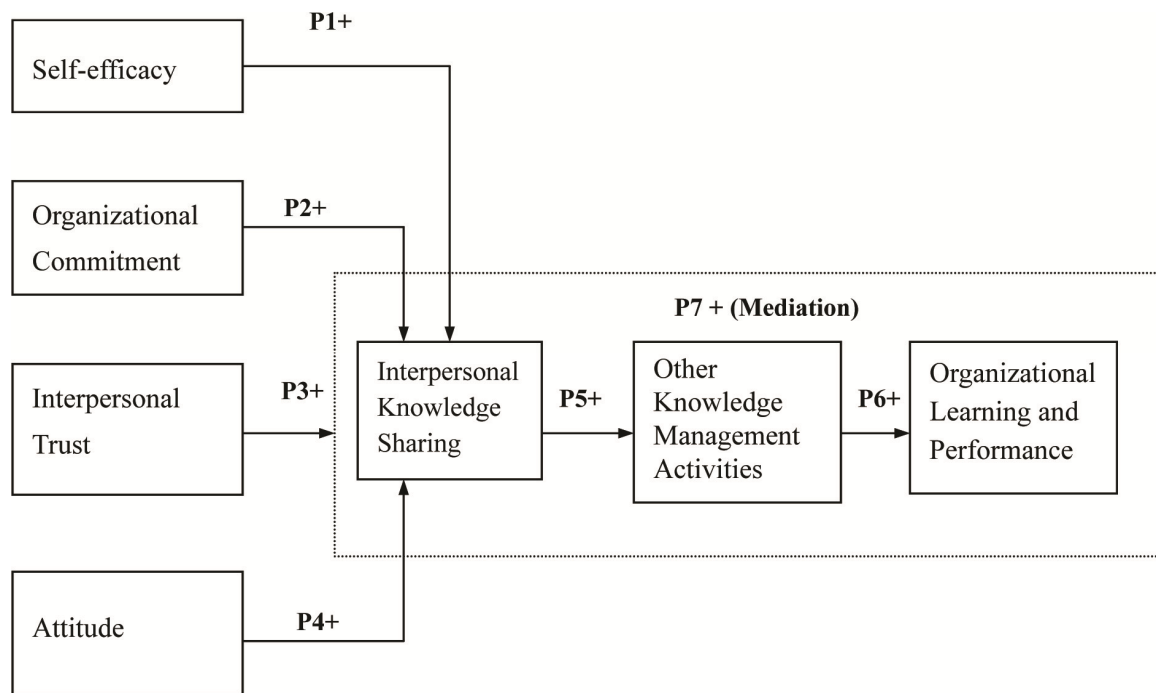 P1+
Self-efficacy
Organizational
Commitment
P2+
P7 + (Mediation)
Interpersonal
Trust
P3+
Interpersonal
Knowledge
Sharing
P5+
Other
Knowledge
Management
Activities
P6+
Organizational
Learning and
Performance
Attitude
P4+